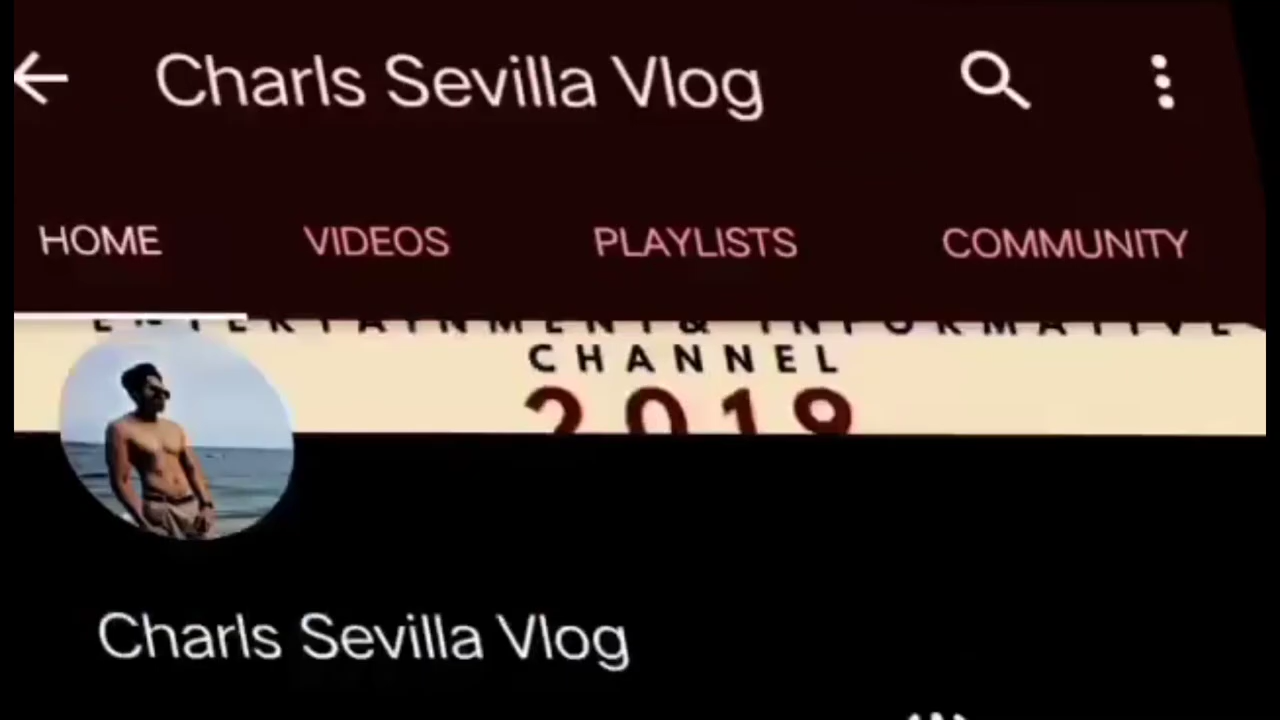 Charls Sevilla Vlog
HOME VIDEOS PLAYLISTS COMMUNITY
ENTERTAINMENT & INFORMATIVE
CHANNEL
2019
Charls Sevilla Vlog